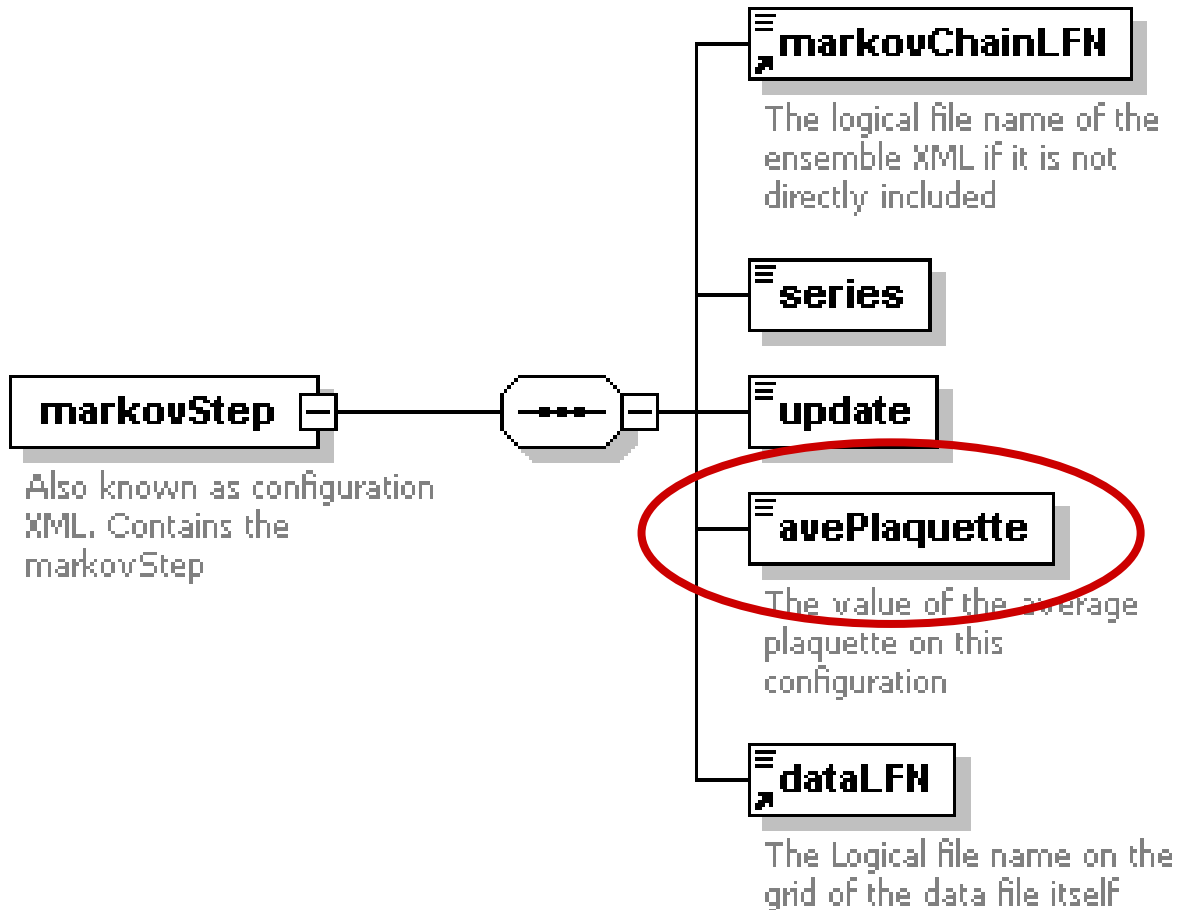 markovChainLFN
The logical file name of the
ensemble XML if it is not
directly included
series
markovStep
Also known as configuration
XML. Contains the
markovStep
update
avePlaquette
The value of the average
plaquette on this
configuration
dataLFN
The Logical file name on the
grid of the data file itself